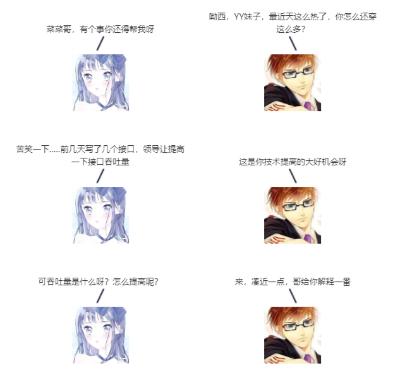 菜菜哥，有个事你还得帮我呀
呦西，YY妹子，最近天这么热了，你怎么还穿
这么多？
苦笑一下.....前几天写了几个接口，领导让提高
一下接口吞吐量
这是你技术提高的大好机会呀
可吞吐量是什么呀？怎么提高呢？
来，凑近一点，哥给你解释一番